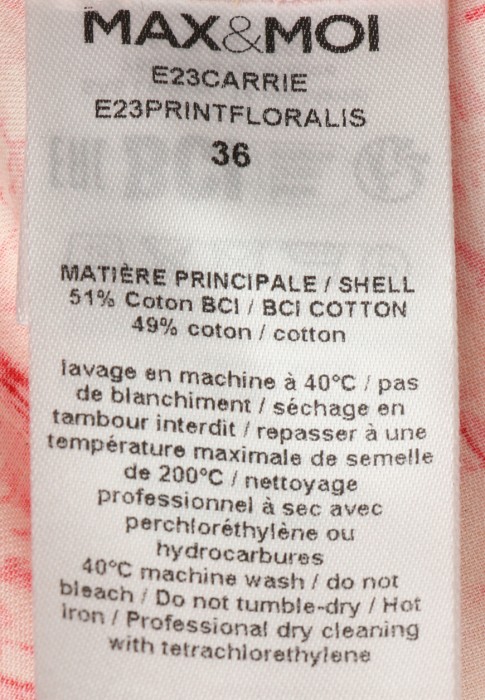 MAX&MOI
E23CARRIE
E23PRINTFLORALIS
36
MATIÈRE PRINCIPALE / SHELL
51% Coton BCI / BCI COTTON
49% coton / cotton
lavage en machine à 40°C / pas
de blanchiment / séchage en
tambour interdit / repasser à une
température maximale de semelle
de 200°C / nettoyage
professionnel à sec avec
perchloréthylène ou
hydrocarbures
40°C machine wash / do not
bleach / Do not tumble-dry / Hot
iron / Professional dry cleaning
with tetrachlorethylene